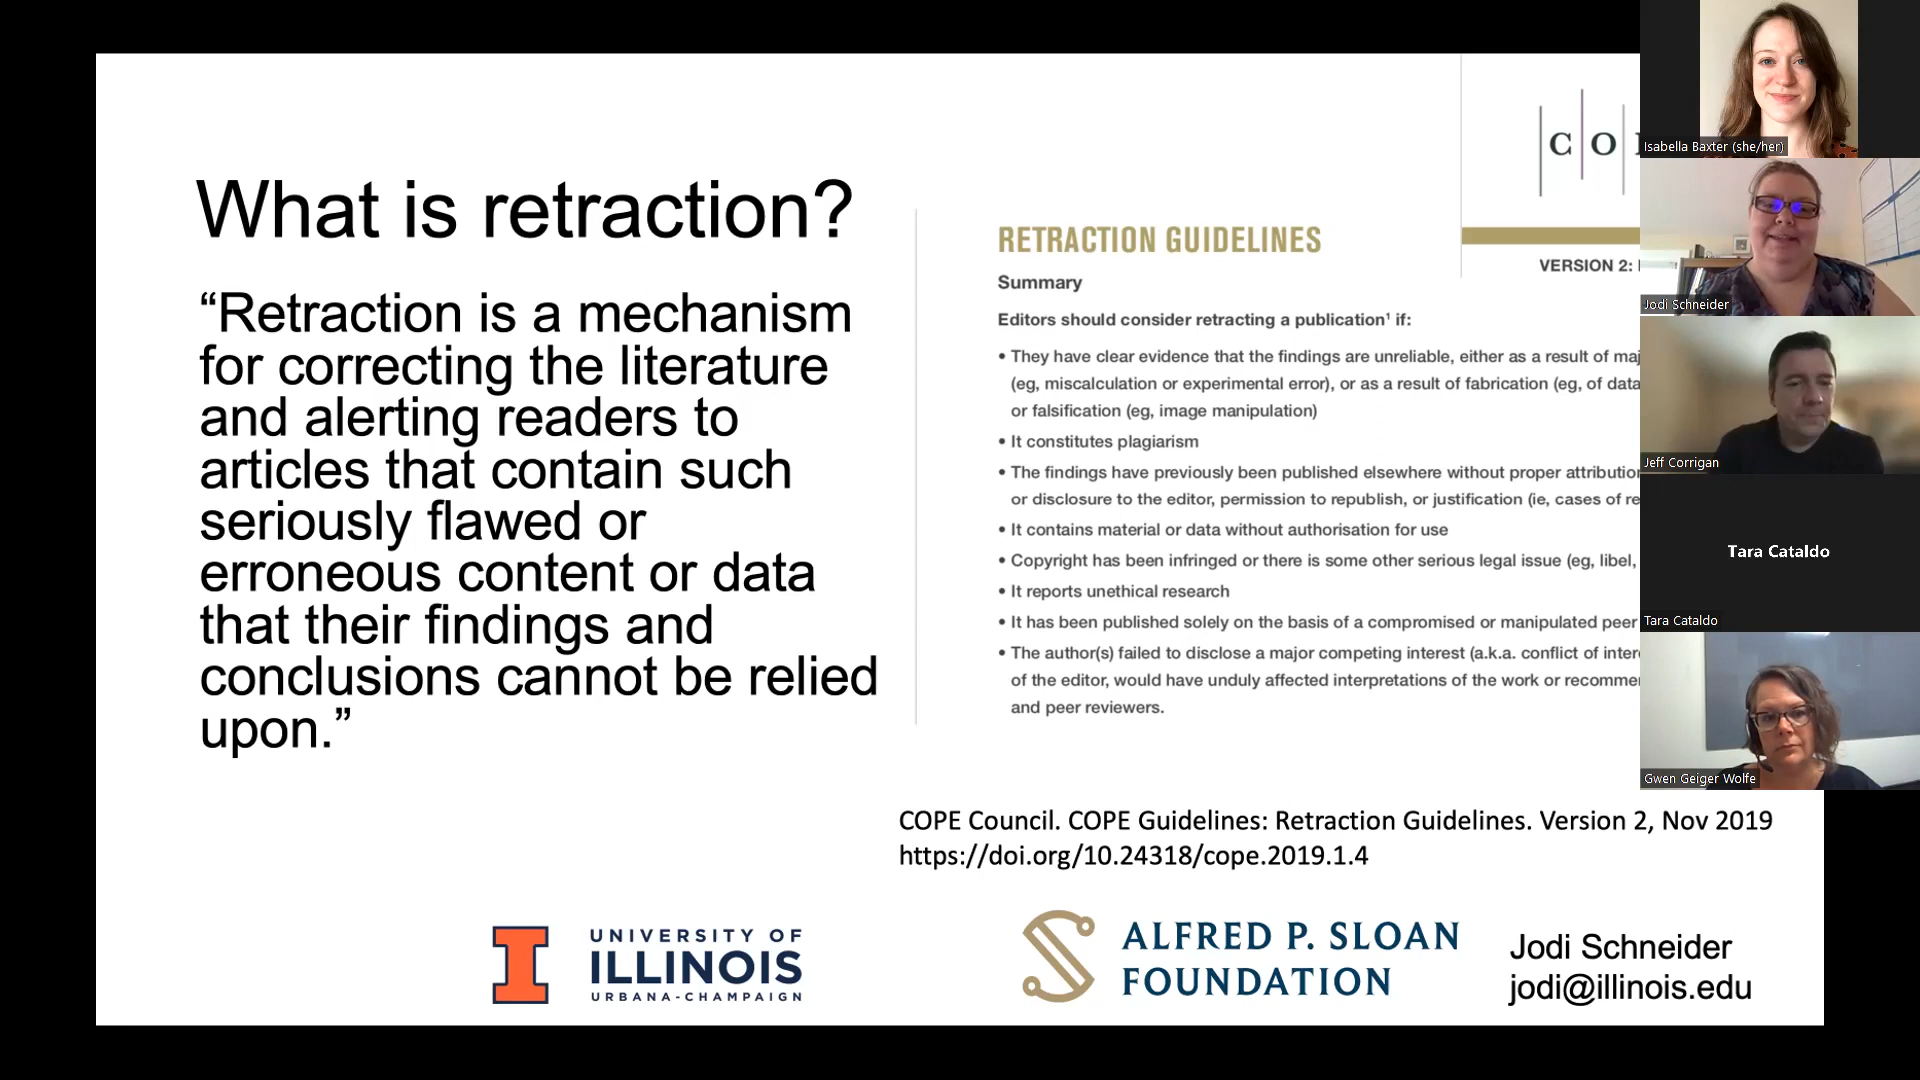 What is retraction?
“Retraction is a mechanism
for correcting the literature
and alerting readers to
articles that contain such
seriously flawed or
erroneous content or data
that their findings and
conclusions cannot be relied
upon.”
C O
RETRACTION GUIDELINES
VERSION 2:
Summary
Editors should consider retracting a publication¹ if:
• They have clear evidence that the findings are unreliable, either as a result of
(eg, miscalculation or experimental error), or as a result of fabrication (eg, of data
or falsification (eg, image manipulation)
• It constitutes plagiarism
• The findings have previously been published elsewhere without proper
or disclosure to the editor, permission to republish, or justification (ie, cases of
• It contains material or data without authorisation for use
• Copyright has been infringed or there is some other serious legal issue (eg, libel,
• It reports unethical research
• It has been published solely on the basis of a compromised or manipulated peer
• The author(s) failed to disclose a major competing interest (a.k.a. conflict of
of the editor, would have unduly affected interpretations of the work or
and peer reviewers.
COPE Council. COPE Guidelines: Retraction Guidelines. Version 2, Nov 2019
https://doi.org/10.24318/cope.2019.1.4
UNIVERSITY OF
ILLINOIS
URBANA-CHAMPAIGN
ALFRED P. SLOAN
FOUNDATION
Jodi Schneider
jodi@illinois.edu
Isabella Baxter (she/her)
Jodi Schneider
Jeff Corrigan
Tara Cataldo
Tara Cataldo
Gwen Geiger Wolfe